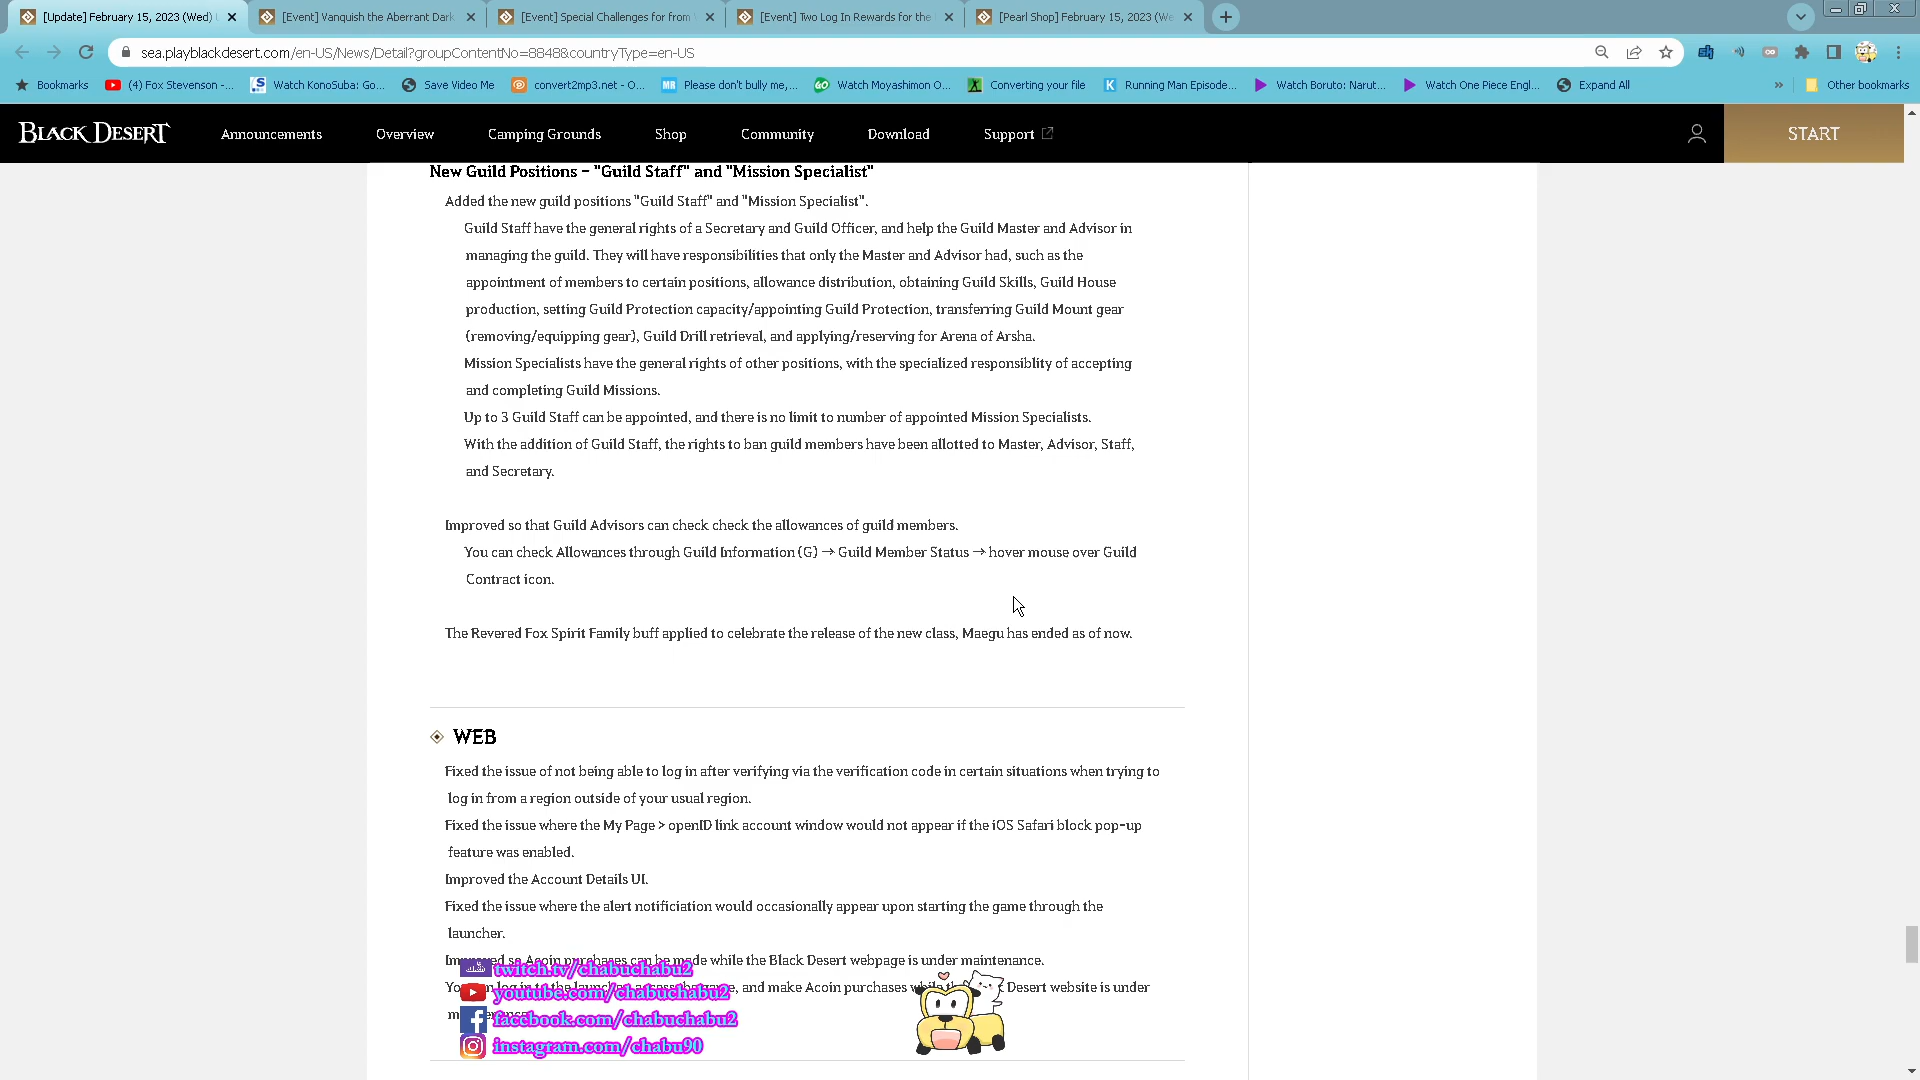 [Update] February 15, 2023 (Wed)
[Event] Vanquish the Aberrant Dark
[Event] Special Challenges for from
[Event] Two Log In Rewards for the
[Pearl Shop] February 15, 2023 (We
sea.playblackdesert.com/en-US/News/Detail?groupContentNo=8848&countryType=en-US
Bookmarks
(4) Fox Stevenson -...
Watch KonoSuba: Go...
Save Video Me
convert2mp3.net - O...
Please don't bully me,...
Watch Moyashimon O...
Converting your file
Running Man Episode...
Watch Boruto: Narut...
Watch One Piece Engl...
Expand All
»
Other bookmarks
BLACK DESERT
Announcements
Overview
Camping Grounds
Shop
Community
Download
Support
START
New Guild Positions - "Guild Staff" and "Mission Specialist"
Added the new guild positions "Guild Staff" and "Mission Specialist".
Guild Staff have the general rights of a Secretary and Guild Officer, and help the Guild Master and Advisor in
managing the guild. They will have responsibilities that only the Master and Advisor had, such as the
appointment of members to certain positions, allowance distribution, obtaining Guild Skills, Guild House
production, setting Guild Protection capacity/appointing Guild Protection, transferring Guild Mount gear
(removing/equipping gear), Guild Drill retrieval, and applying/reserving for Arena of Arsha.
Mission Specialists have the general rights of other positions, with the specialized responsiblity of accepting
and completing Guild Missions.
Up to 3 Guild Staff can be appointed, and there is no limit to number of appointed Mission Specialists.
With the addition of Guild Staff, the rights to ban guild members have been allotted to Master, Advisor, Staff,
and Secretary.
Improved so that Guild Advisors can check check the allowances of guild members.
You can check Allowances through Guild Information (G) → Guild Member Status → hover mouse over Guild
Contract icon.
The Revered Fox Spirit Family buff applied to celebrate the release of the new class, Maegu has ended as of now.
WEB
Fixed the issue of not being able to log in after verifying via the verification code in certain situations when trying to
log in from a region outside of your usual region.
Fixed the issue where the My Page > openID link account window would not appear if the iOS Safari block pop-up
feature was enabled.
Improved the Account Details UI.
Fixed the issue where the alert notificiation would occasionally appear upon starting the game through the
launcher.
so Acoin purchases can be made while the Black Desert webpage is under maintenance.
twitch.tv/chabuchabu2
and make Acoin purchases Desert website is under
youtube.com/chabuchabu2
facebook.com/chabuchabu2
instagram.com/chabu90